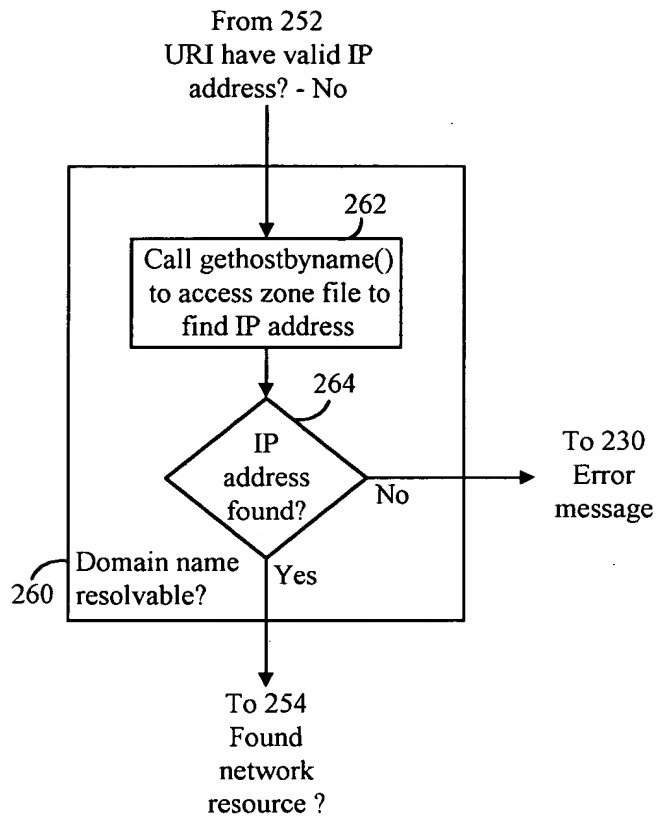 From 252
URI have valid IP
address? - No
262
Call gethostbyname()
to access zone file to
find IP address
264
IP
address
found?
No
To 230
Error
message
Yes
260
Domain name
resolvable?
To 254
Found
network
resource ?